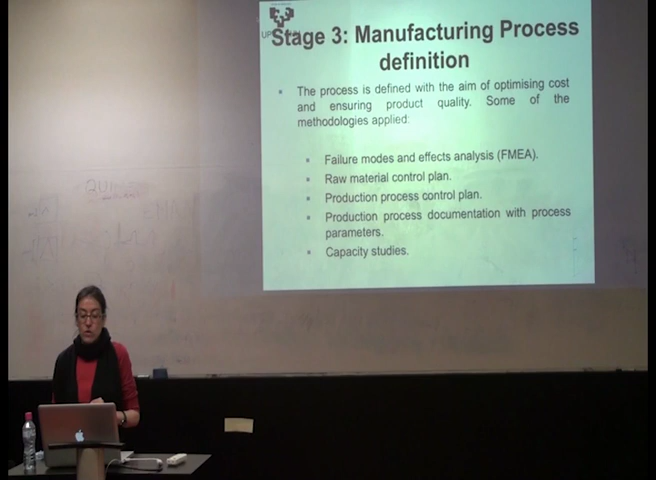 Stage 3: Manufacturing Process
definition
The process is defined with the aim of optimising cost
and ensuring product quality. Some of the
methodologies applied:
Failure modes and effects analysis (FMEA).
Raw material control plan.
Production process control plan.
Production process documentation with process
parameters.
Capacity studies.